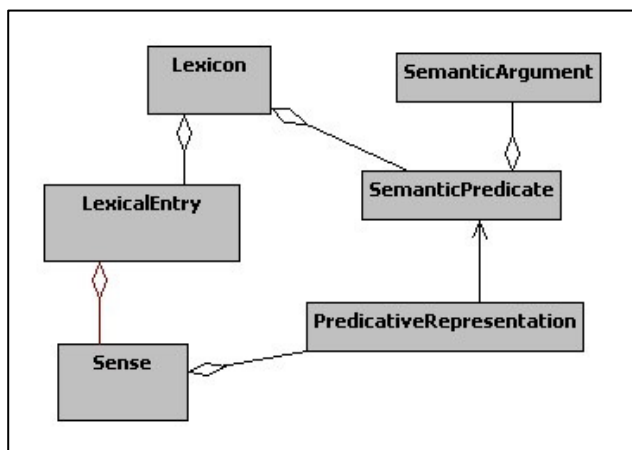 Lexicon
SemanticArgument
SemanticPredicate
LexicalEntry
PredicativeRepresentation
Sense